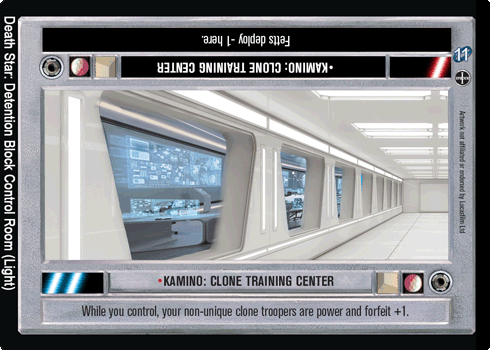 Fetts deploy -1 here.
•KAMINO: CLONE TRAINING CENTER
11
Death Star: Detention Block Control Room (Light)
Artwork not affiliated or endorsed by Lucasfilm Ltd
•KAMINO: CLONE TRAINING CENTER
While you control, your non-unique clone troopers are power and forfeit +1.